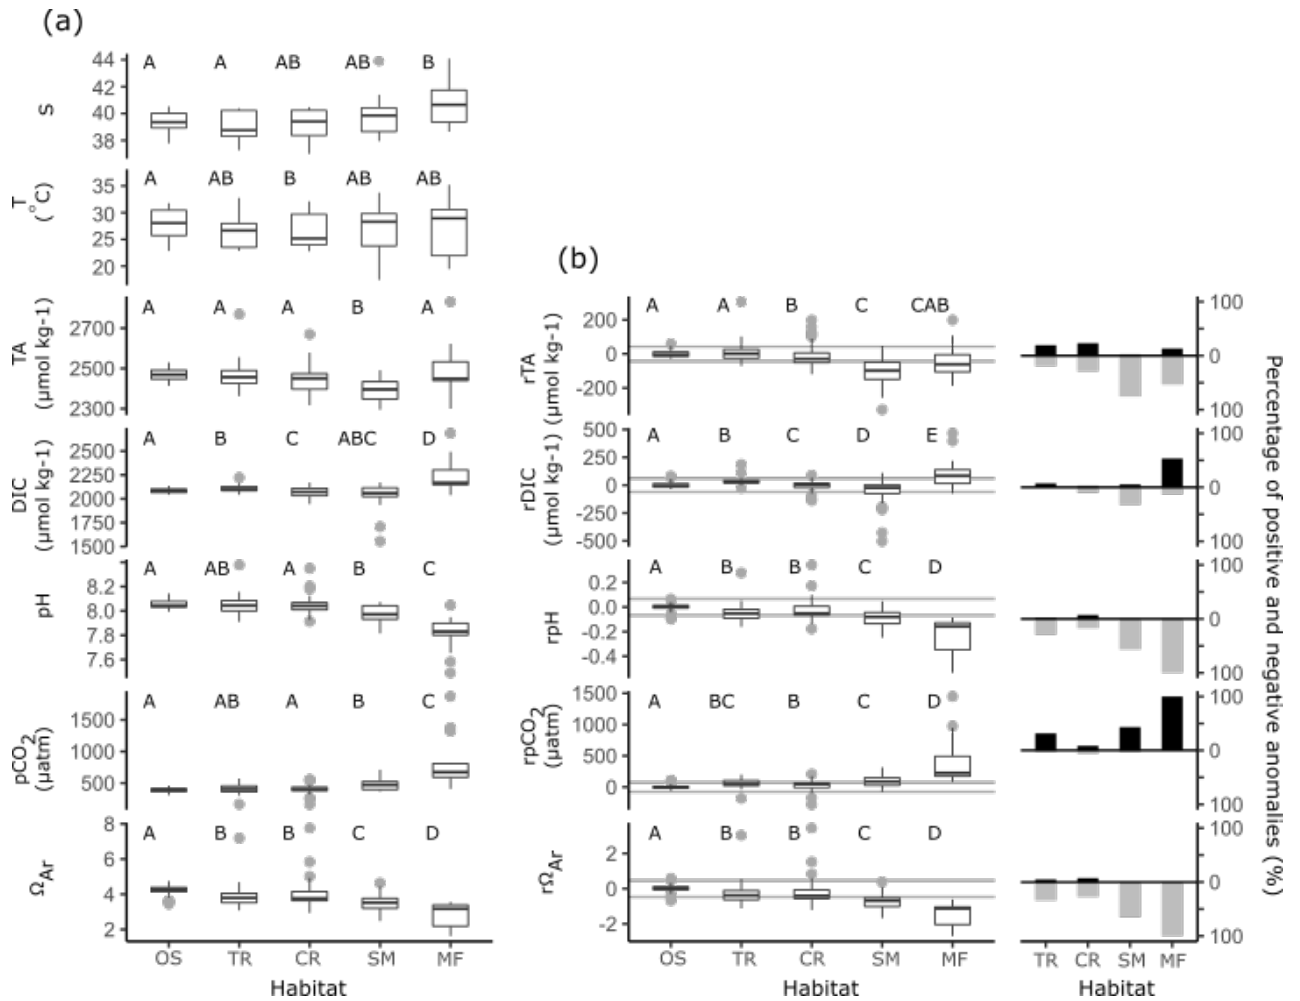 (a)
S
44
42
40
38
A A AB AB B
T
(°C)
35
30
25
20
A AB B AB AB
TA
(μmol kg-1)
2700
2500
2300
A A A B A
DIC
(μmol kg-1)
2500
2250
2000
1750
1500
A B C ABC D
pH
8.2
8.0
7.8
7.6
A AB A B C
pCO2
(μatm)
1500
1000
500
A AB A B C
ΩAr
8
6
4
2
A B B C D
OS TR CR SM MF
Habitat
(b)
rTA
(μmol kg-1)
200
0
-200
A A B C CAB
100
0
100
rDIC
(μmol kg-1)
500
250
0
-250
-500
A B C D E
100
0
100
rpH
0.2
0.0
-0.2
-0.4
A B B C D
100
0
100
rpCO2
(μatm)
1500
1000
500
0
A BC B C D
100
0
100
rΩAr
2
0
-2
A B B C D
100
0
100
OS TR CR SM MF
Habitat
TR CR SM MF
Habitat
Percentage of positive and negative anomalies (%)